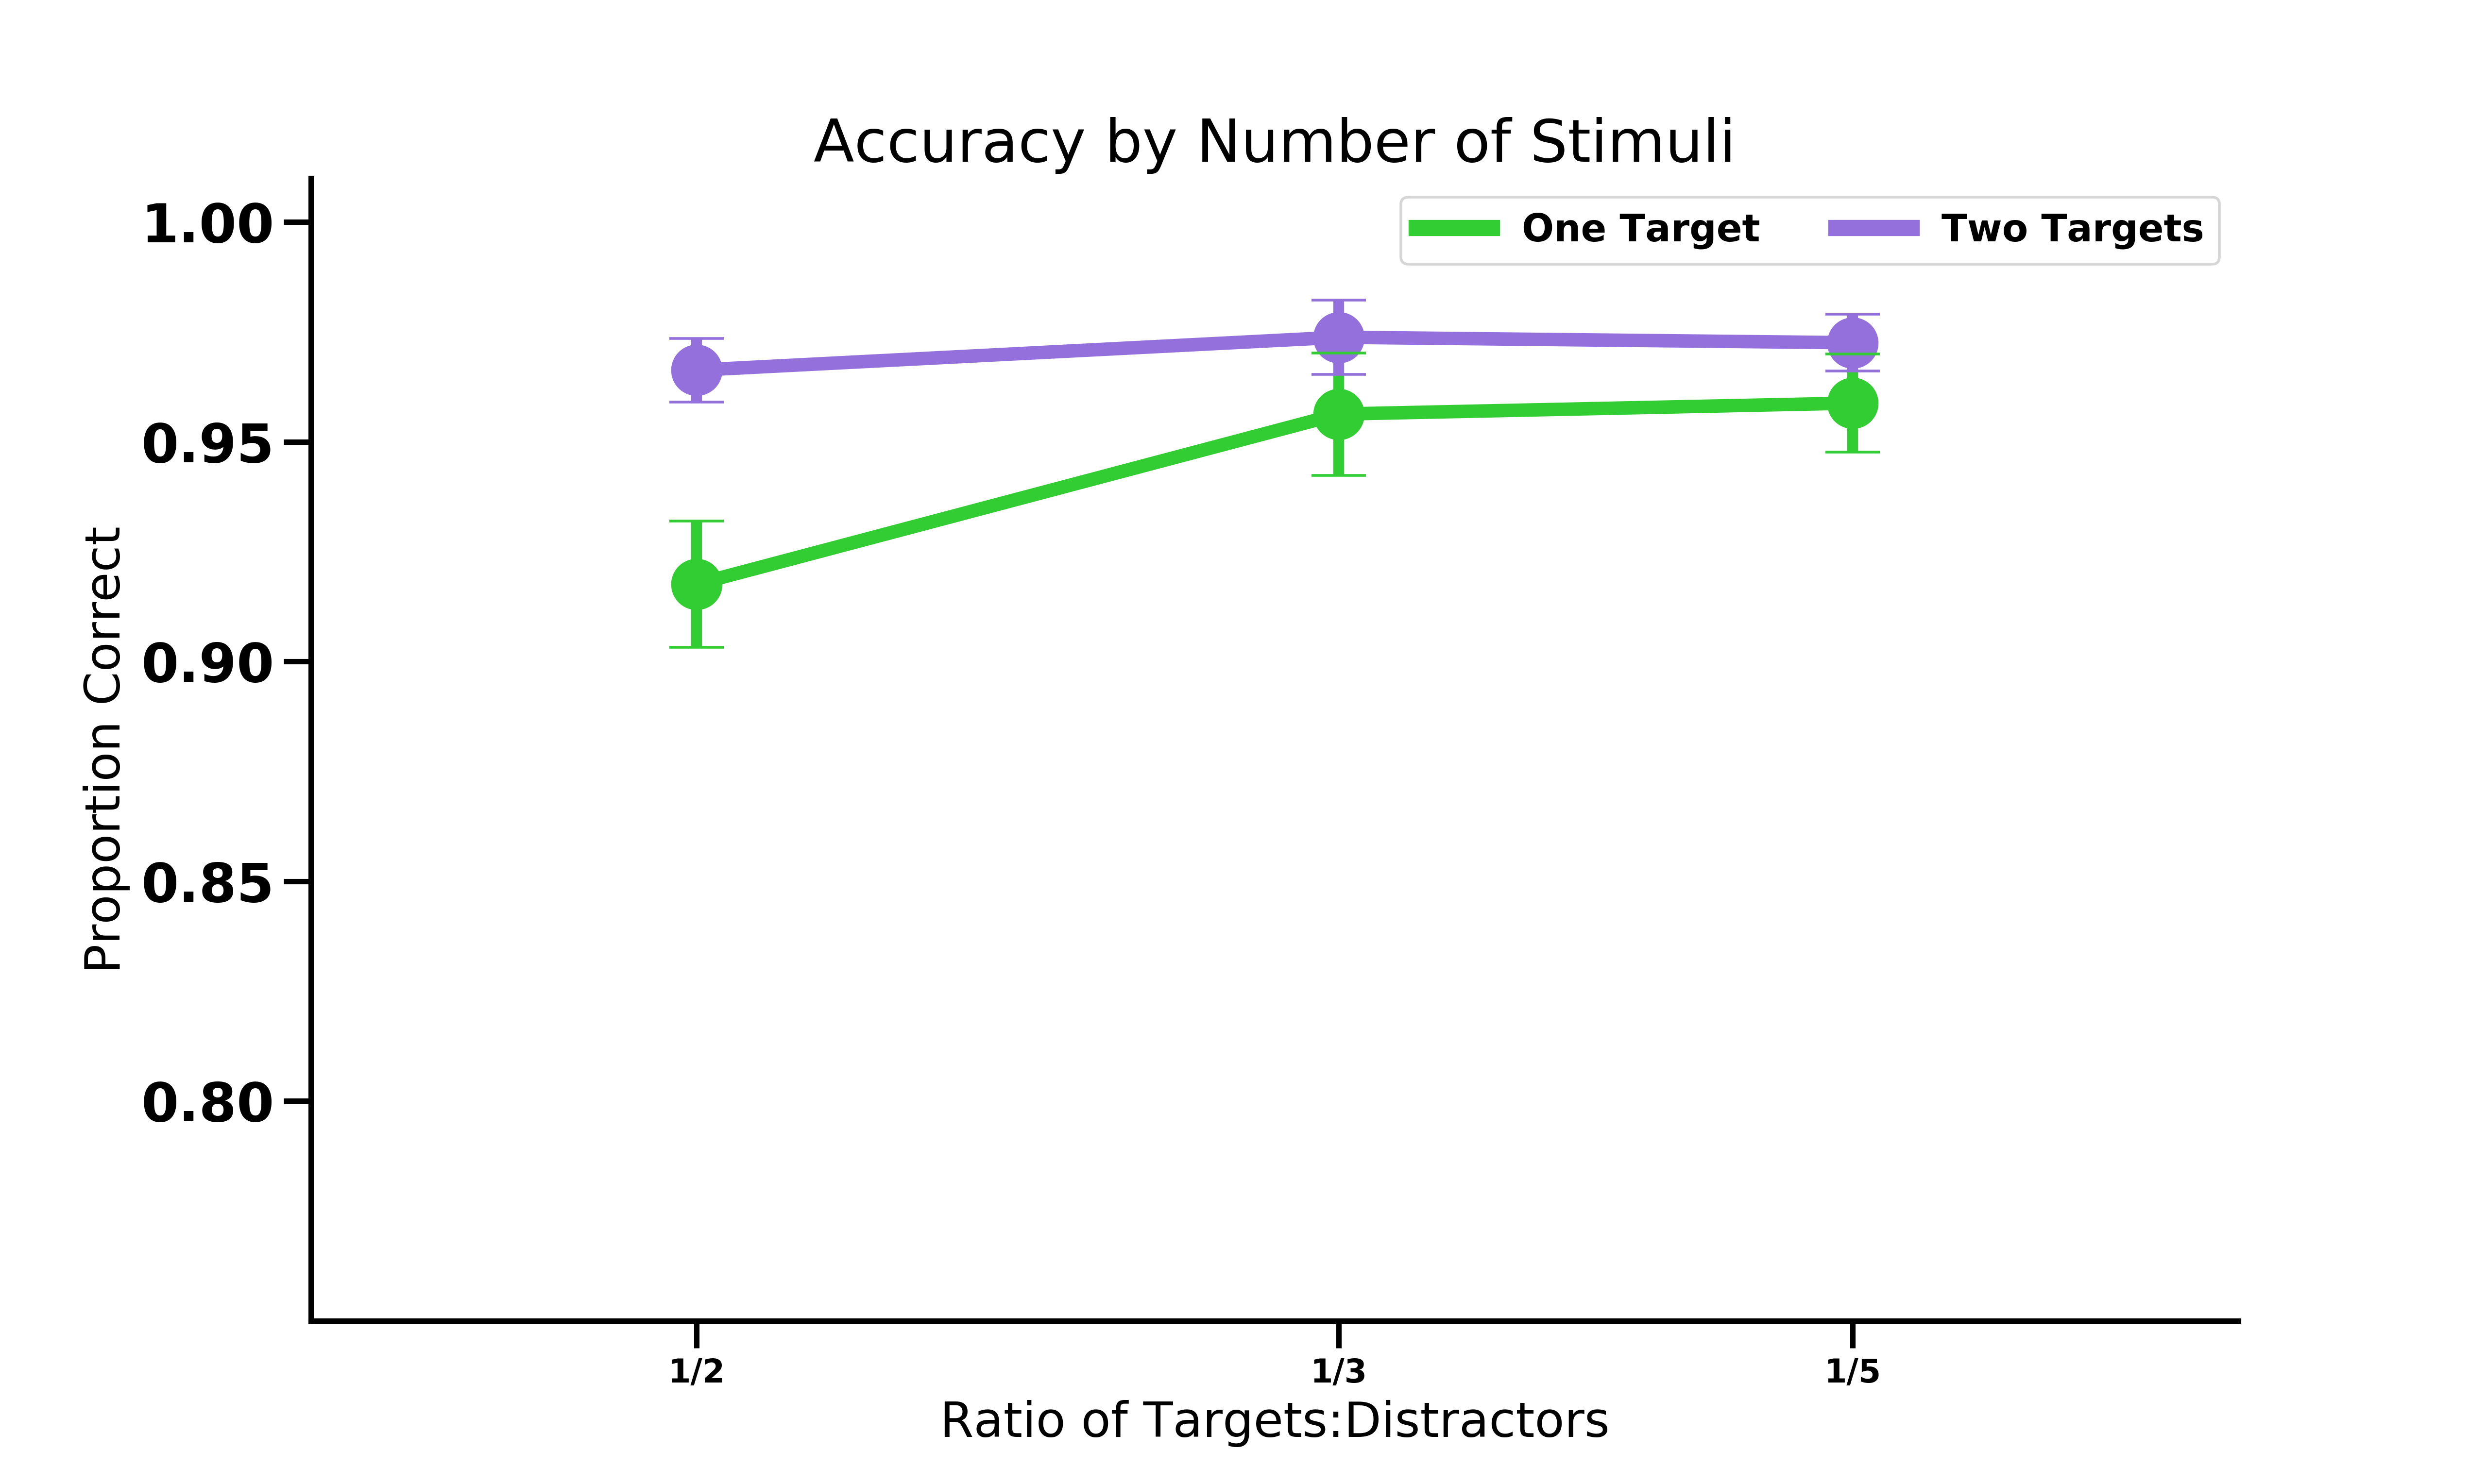 Accuracy by Number of Stimuli
One Target Two Targets
1.00
0.95
0.90
0.85
0.80
Proportion Correct
1/2 1/3 1/5
Ratio of Targets:Distractors